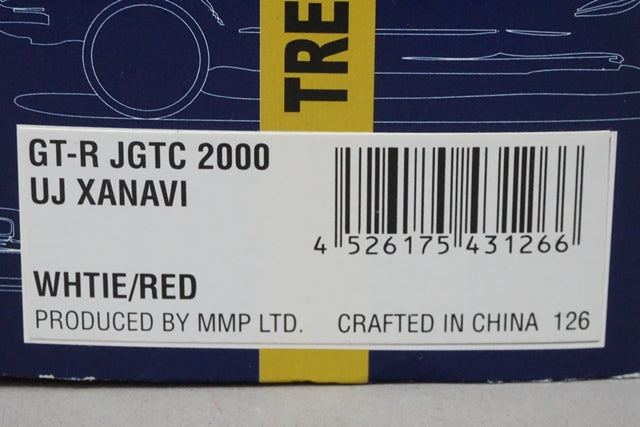 TRE
GT-R JGTC 2000
UJ XANAVI
4 526175 431266
WHTIE/RED
PRODUCED BY MMP LTD. CRAFTED IN CHINA 126